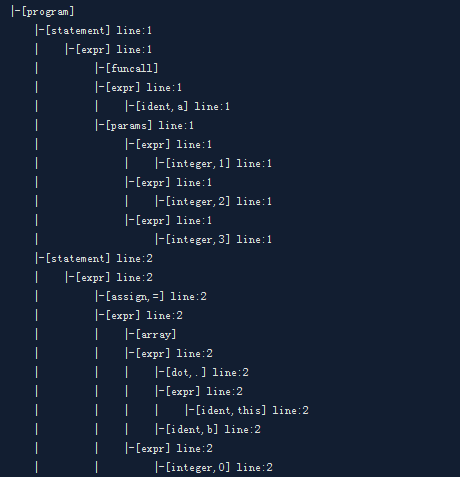 |-[program]
    |-[statement] line:1
    |   |-[expr] line:1
    |       |-[funcall]
    |       |-[expr] line:1
    |       |   |-[ident,a] line:1
    |       |-[params] line:1
    |           |-[expr] line:1
    |           |   |-[integer,1] line:1
    |           |-[expr] line:1
    |           |   |-[integer,2] line:1
    |           |-[expr] line:1
    |               |-[integer,3] line:1
    |-[statement] line:2
    |   |-[expr] line:2
    |       |-[assign,=] line:2
    |       |-[expr] line:2
    |       |   |-[array]
    |       |   |-[expr] line:2
    |       |   |   |-[dot,.] line:2
    |       |   |   |-[expr] line:2
    |       |   |   |   |-[ident,this] line:2
    |       |   |   |-[ident,b] line:2
    |       |   |-[expr] line:2
    |       |       |-[integer,0] line:2